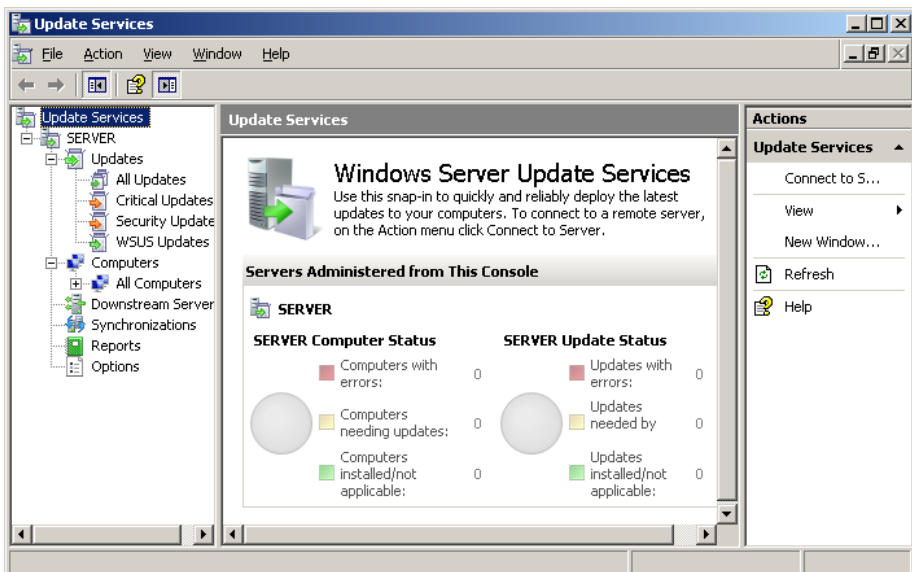 Update Services
File Action View Window Help
Update Services
SERVER
Updates
All Updates
Critical Updates
Security Update
WSUS Updates
Computers
All Computers
Downstream Server
Synchronizations
Reports
Options
Update Services
Windows Server Update Services
Use this snap-in to quickly and reliably deploy the latest
updates to your computers. To connect to a remote server,
on the Action menu click Connect to Server.
Servers Administered from This Console
SERVER
SERVER Computer Status
Computers with
errors: 0
Computers
needing updates: 0
Computers
installed/not
applicable: 0
SERVER Update Status
Updates with
errors: 0
Updates
needed by 0
Updates
installed/not
applicable: 0
Actions
Update Services
Connect to S...
View
New Window...
Refresh
Help